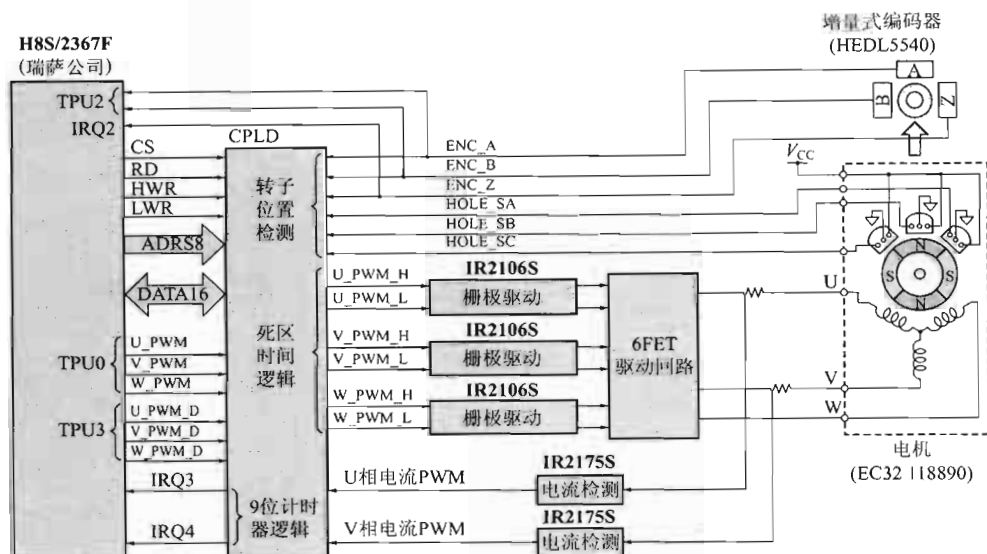 增量式编码器
(HEDL5540)
H8S/2367F
(瑞萨公司)
A
B
Z
TPU2
IRQ2
CPLD
CS
RD
HWR
LWR
ADRS8
DATA16
转子
位置
检测
ENC_A
ENC_B
ENC_Z
HOLE_SA
HOLE_SB
HOLE_SC
VCC
N
S
S
N
U_PWM_H
U_PWM_L
IR2106S
栅极驱动
V_PWM_H
V_PWM_L
IR2106S
栅极驱动
W_PWM_H
W_PWM_L
IR2106S
栅极驱动
6FET
驱动回路
U
V
W
死区
时间
逻辑
TPU0
U_PWM
V_PWM
W_PWM
TPU3
U_PWM_D
V_PWM_D
W_PWM_D
电机
(EC32 118890)
IRQ3
IRQ4
9位计时
器逻辑
U相电流PWM
IR2175S
电流检测
V相电流PWM
IR2175S
电流检测